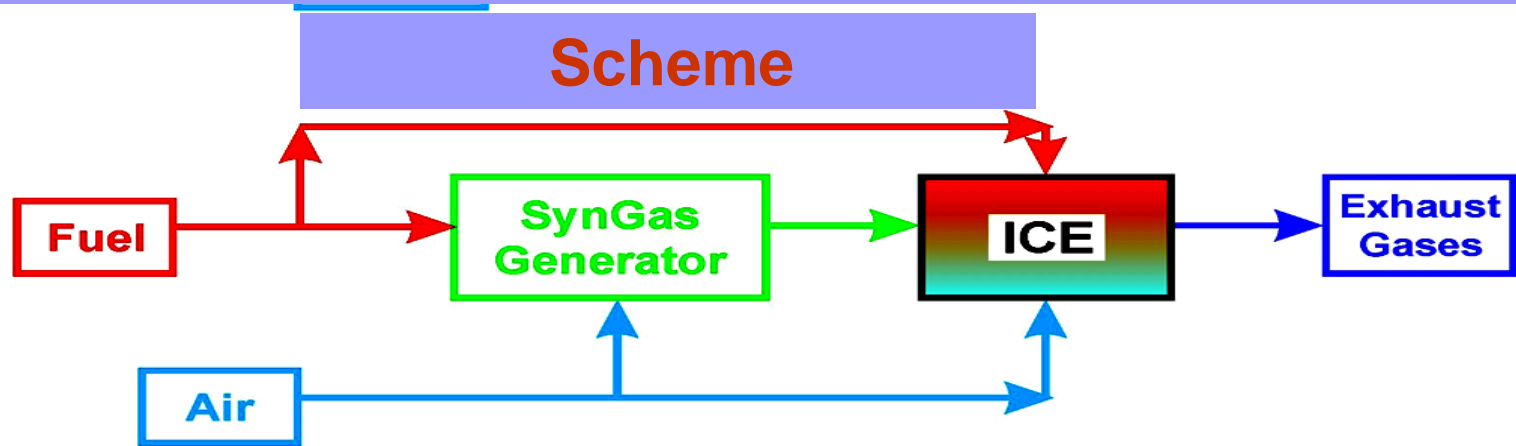 Scheme
Fuel
SynGas
Generator
ICE
Exhaust
Gases
Air